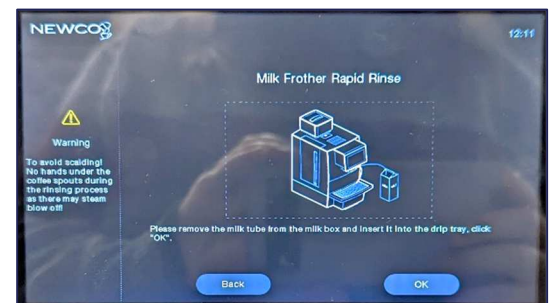 NEWCO
12:11
Milk Frother Rapid Rinse
Warning
To avoid scalding!
No hands under the
coffee spouts during
the rinsing process
as there may steam
blow off!
Please remove the milk tube from the milk box and insert it into the drip tray, click
"OK".
Back
OK